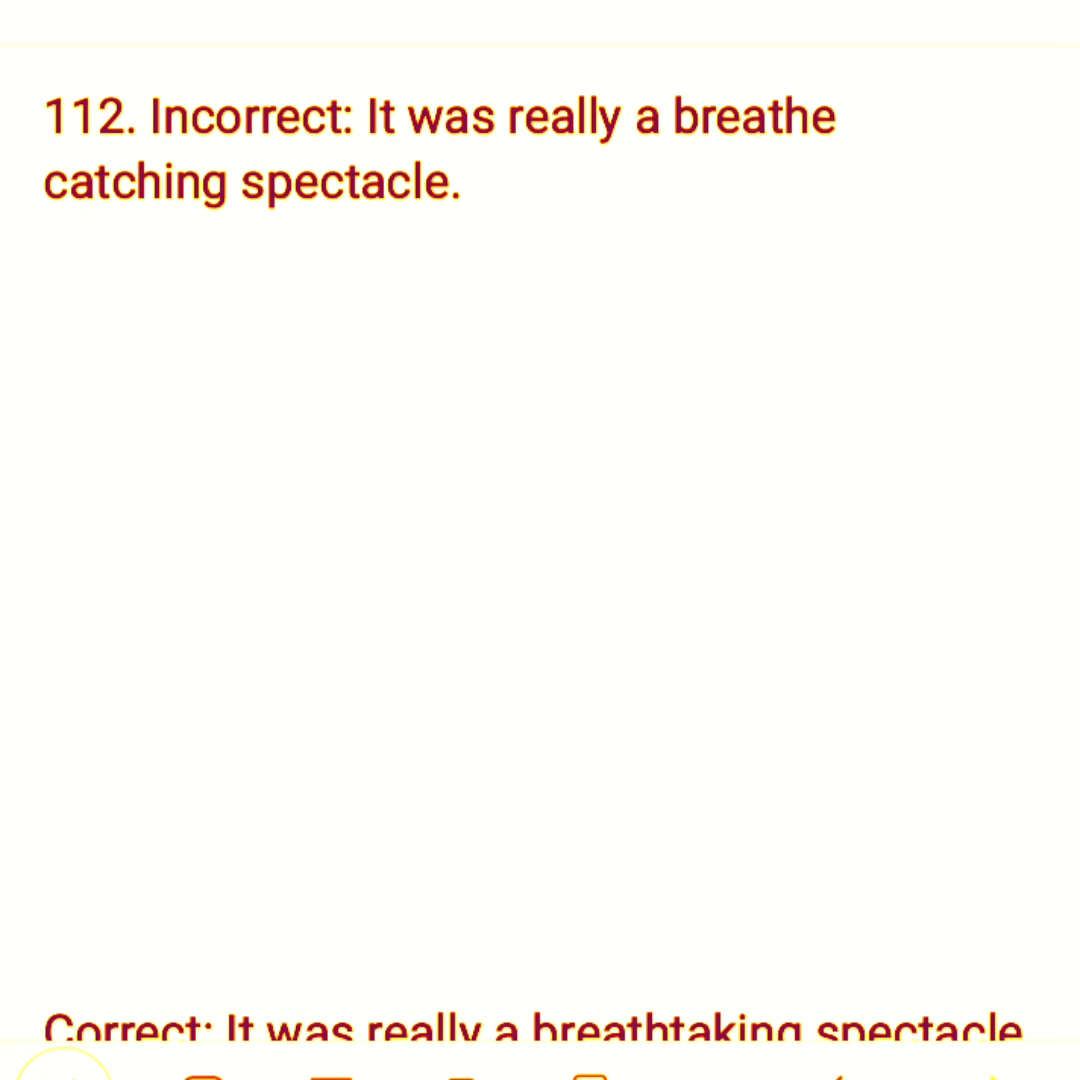 112. Incorrect: It was really a breathe
catching spectacle.
Correct: It was really a breathtaking spectacle